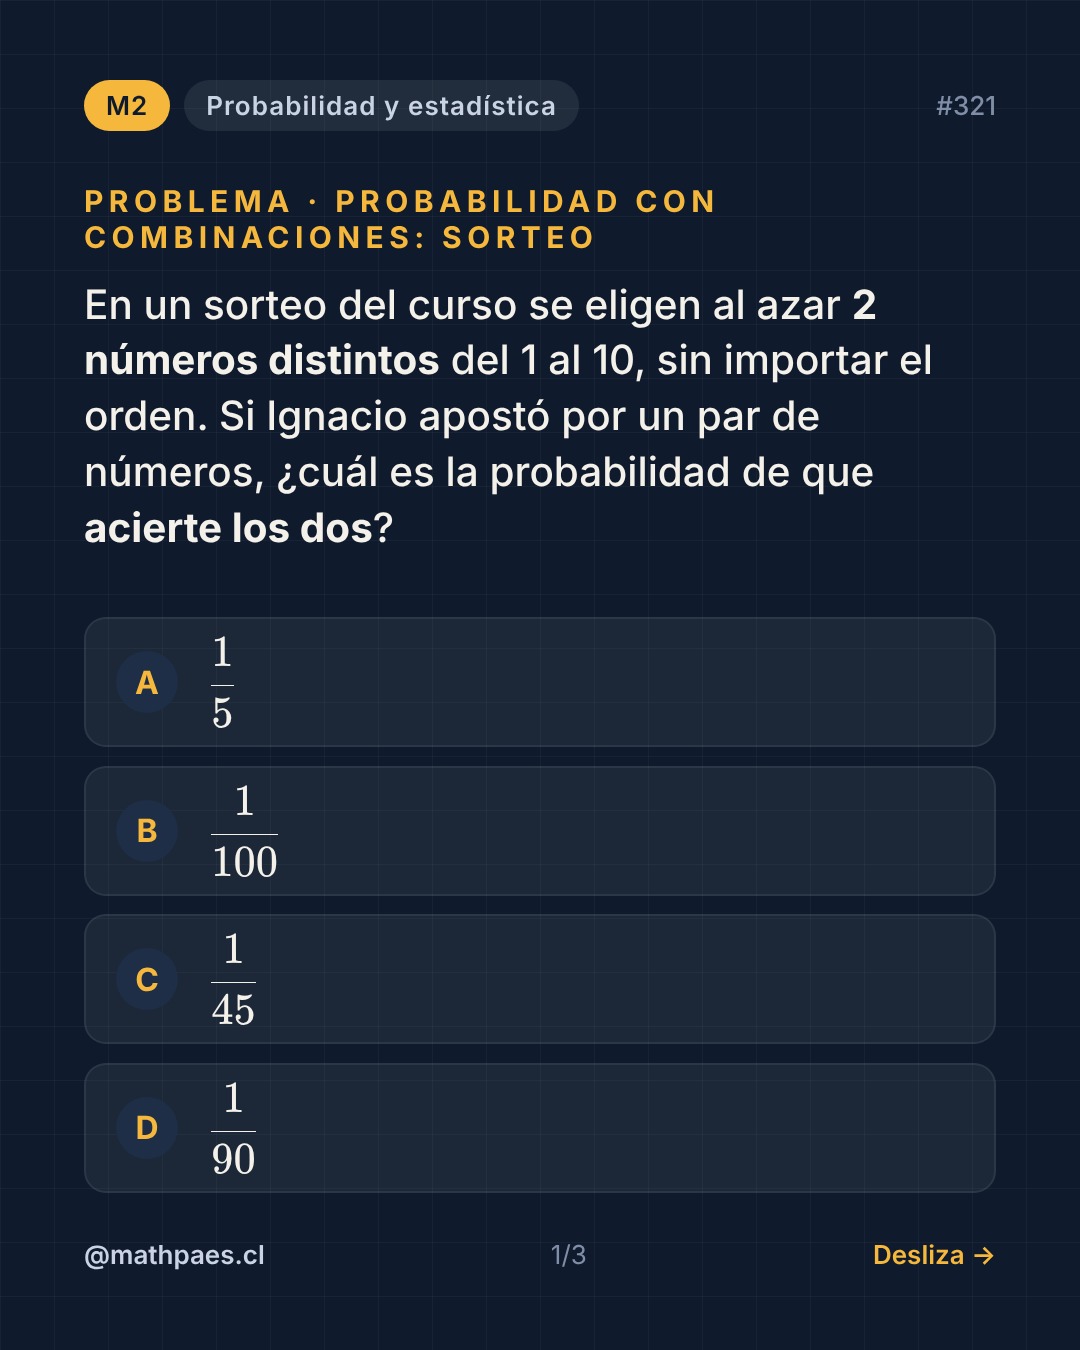 M2 Probabilidad y estadística #321
PROBLEMA · PROBABILIDAD CON
COMBINACIONES: SORTEO
En un sorteo del curso se eligen al azar 2
números distintos del 1 al 10, sin importar el
orden. Si Ignacio apostó por un par de
números, ¿cuál es la probabilidad de que
acierte los dos?
A 1/5
B 1/100
C 1/45
D 1/90
@mathpaes.cl 1/3 Desliza →